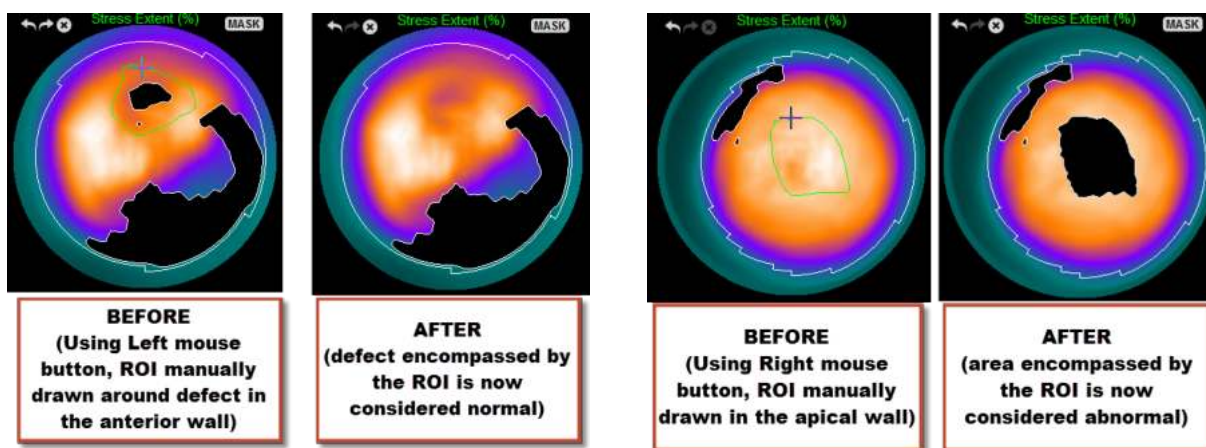 Stress Extent (%)
MASK
Stress Extent (%)
MASK
Stress Extent (%)
MASK
Stress Extent (%)
MASK
BEFORE
(Using Left mouse
button, ROI manually
drawn around defect in
the anterior wall)
AFTER
(defect encompassed by
the ROI is now
considered normal)
BEFORE
(Using Right mouse
button, ROI manually
drawn in the apical wall)
AFTER
(area encompassed by
the ROI is now
considered abnormal)